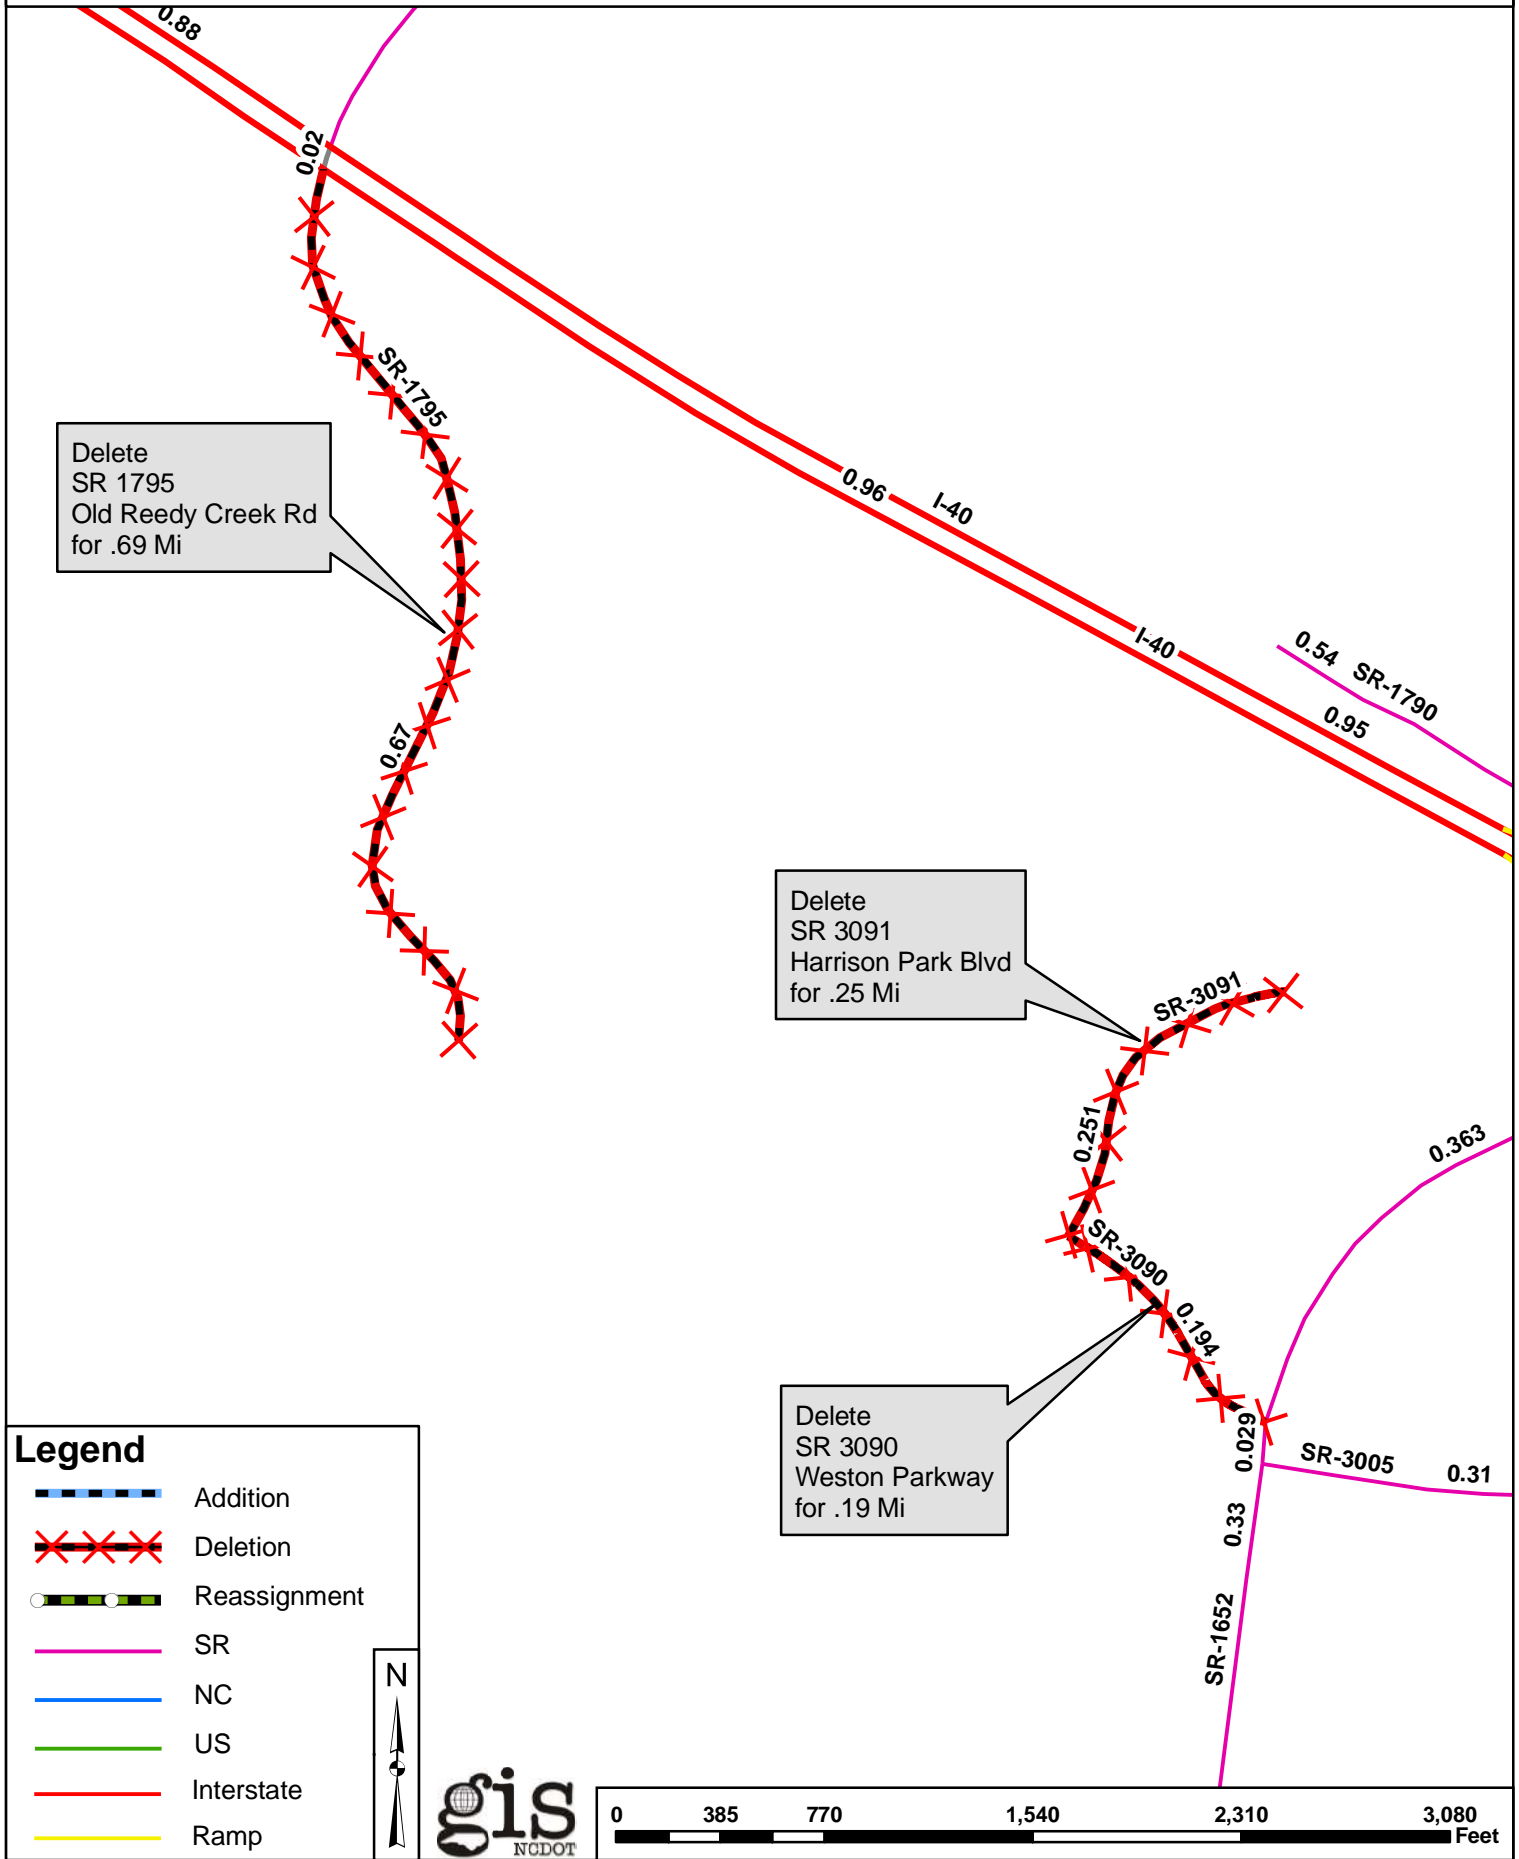 0.88
0.02
SR-1795
Delete
SR 1795
Old Reedy Creek Rd
for .69 Mi
0.96
I-40
I-40
0.54
SR-1790
0.95
0.67
Delete
SR 3091
Harrison Park Blvd
for .25 Mi
SR-3091
0.251
0.363
SR-3090
0.194
Delete
SR 3090
Weston Parkway
for .19 Mi
0.029
SR-3005
0.31
0.33
SR-1652
Legend
Addition
Deletion
Reassignment
SR
NC
US
Interstate
Ramp
N
gis
NCDOT
0 385 770 1,540 2,310 3,080
Feet